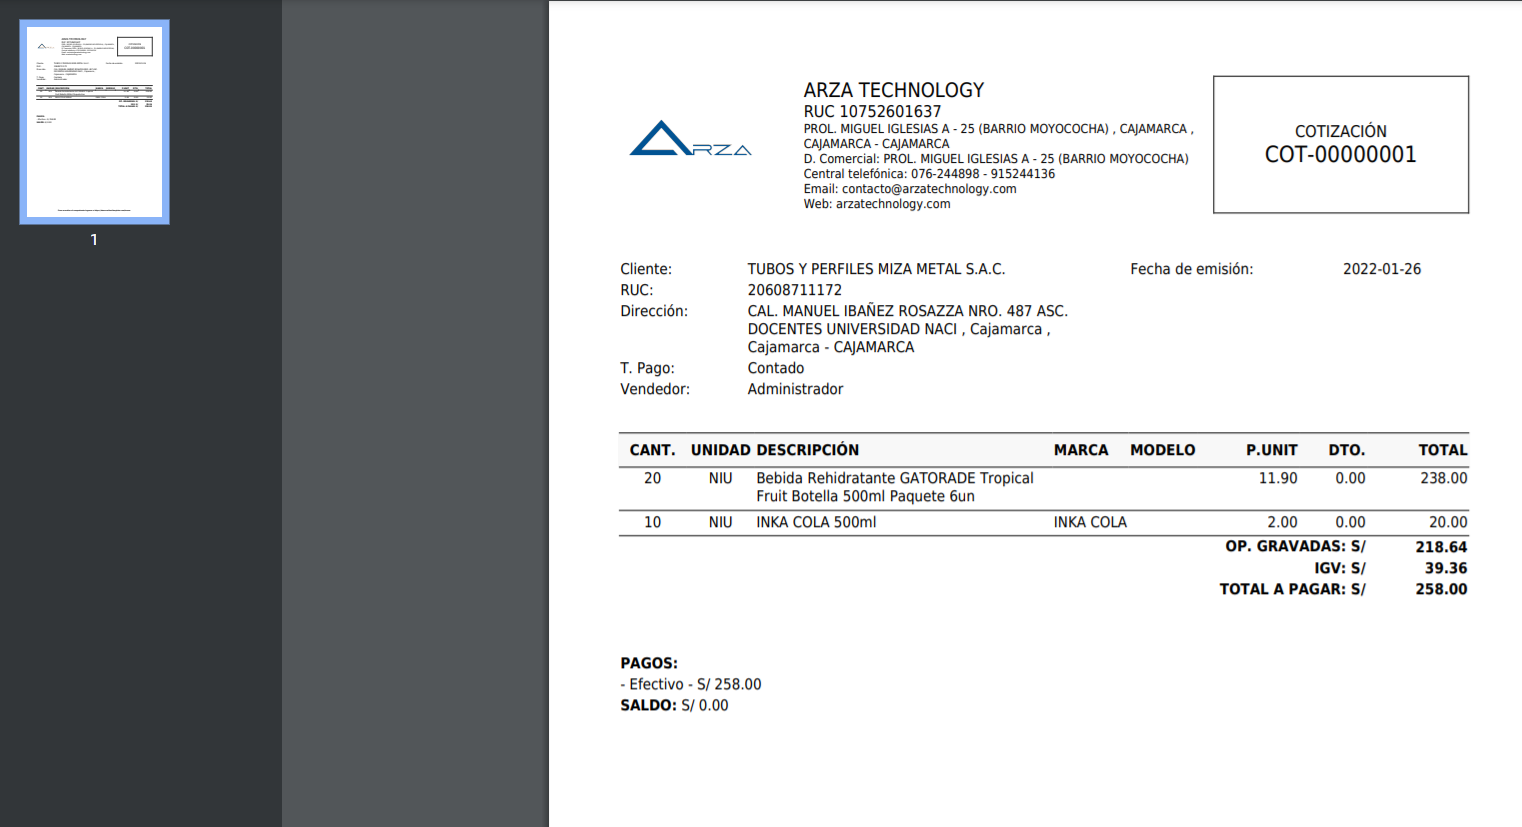 1
ARZA
ARZA TECHNOLOGY
RUC 10752601637
PROL. MIGUEL IGLESIAS A - 25 (BARRIO MOYOCOCHA) , CAJAMARCA ,
CAJAMARCA - CAJAMARCA
D. Comercial: PROL. MIGUEL IGLESIAS A - 25 (BARRIO MOYOCOCHA)
Central telefónica: 076-244898 - 915244136
Email: contacto@arzatechnology.com
Web: arzatechnology.com
COTIZACIÓN
COT-00000001
Cliente: TUBOS Y PERFILES MIZA METAL S.A.C. Fecha de emisión: 2022-01-26
RUC: 20608711172
Dirección: CAL. MANUEL IBAÑEZ ROSAZZA NRO. 487 ASC.
DOCENTES UNIVERSIDAD NACI , Cajamarca ,
Cajamarca - CAJAMARCA
T. Pago: Contado
Vendedor: Administrador
CANT. UNIDAD DESCRIPCIÓN MARCA MODELO P.UNIT DTO. TOTAL
20 NIU Bebida Rehidratante GATORADE Tropical 11.90 0.00 238.00
Fruit Botella 500ml Paquete 6un
10 NIU INKA COLA 500ml INKA COLA 2.00 0.00 20.00
OP. GRAVADAS: S/ 218.64
IGV: S/ 39.36
TOTAL A PAGAR: S/ 258.00
PAGOS:
- Efectivo - S/ 258.00
SALDO: S/ 0.00